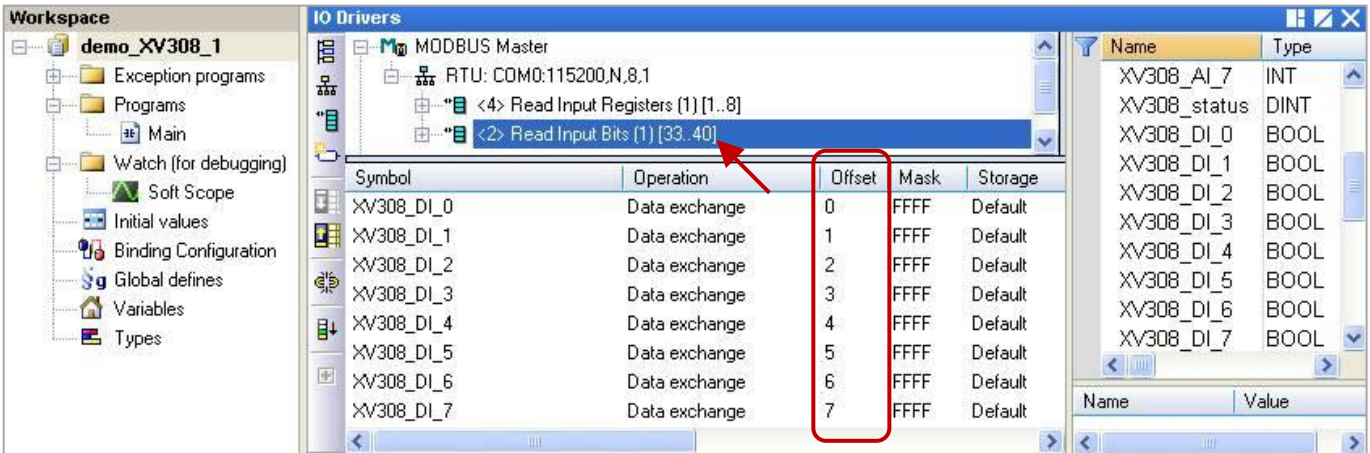 Workspace
demo_XV308_1
Exception programs
Programs
Main
Watch (for debugging)
Soft Scope
Initial values
Binding Configuration
Global defines
Variables
Types
IO Drivers
MODBUS Master
RTU: COM0:115200,N,8,1
<4> Read Input Registers (1) [1..8]
<2> Read Input Bits (1) [33..40]
Symbol Operation Offset Mask Storage
XV308_DI_0 Data exchange 0 FFFF Default
XV308_DI_1 Data exchange 1 FFFF Default
XV308_DI_2 Data exchange 2 FFFF Default
XV308_DI_3 Data exchange 3 FFFF Default
XV308_DI_4 Data exchange 4 FFFF Default
XV308_DI_5 Data exchange 5 FFFF Default
XV308_DI_6 Data exchange 6 FFFF Default
XV308_DI_7 Data exchange 7 FFFF Default
Name Type
XV308_AI_7 INT
XV308_status DINT
XV308_DI_0 BOOL
XV308_DI_1 BOOL
XV308_DI_2 BOOL
XV308_DI_3 BOOL
XV308_DI_4 BOOL
XV308_DI_5 BOOL
XV308_DI_6 BOOL
XV308_DI_7 BOOL
Name Value